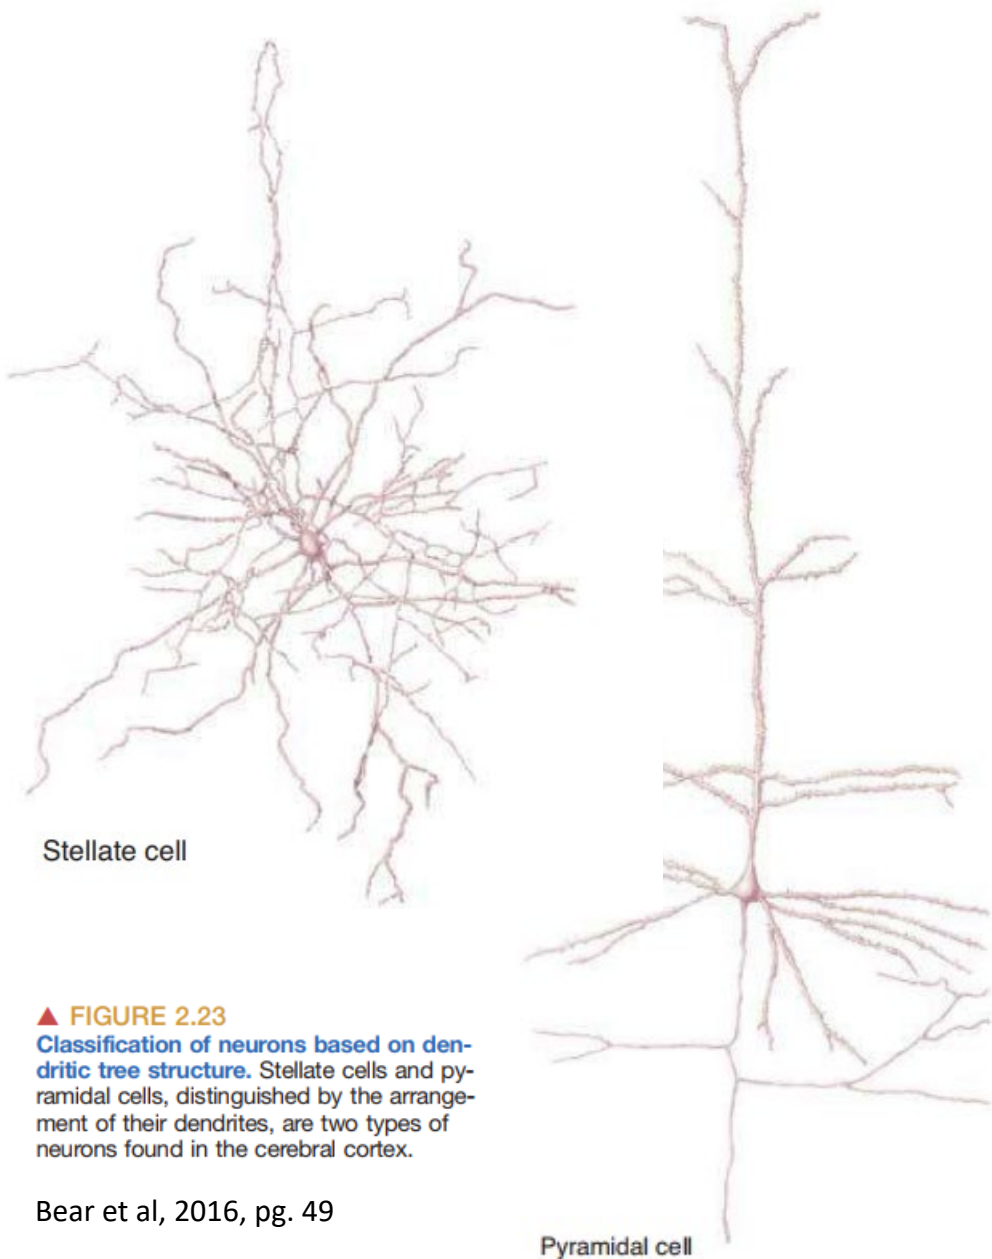 Stellate cell
▲ FIGURE 2.23
Classification of neurons based on den-
dritic tree structure. Stellate cells and py-
ramidal cells, distinguished by the arrange-
ment of their dendrites, are two types of
neurons found in the cerebral cortex.
Bear et al, 2016, pg. 49
Pyramidal cell